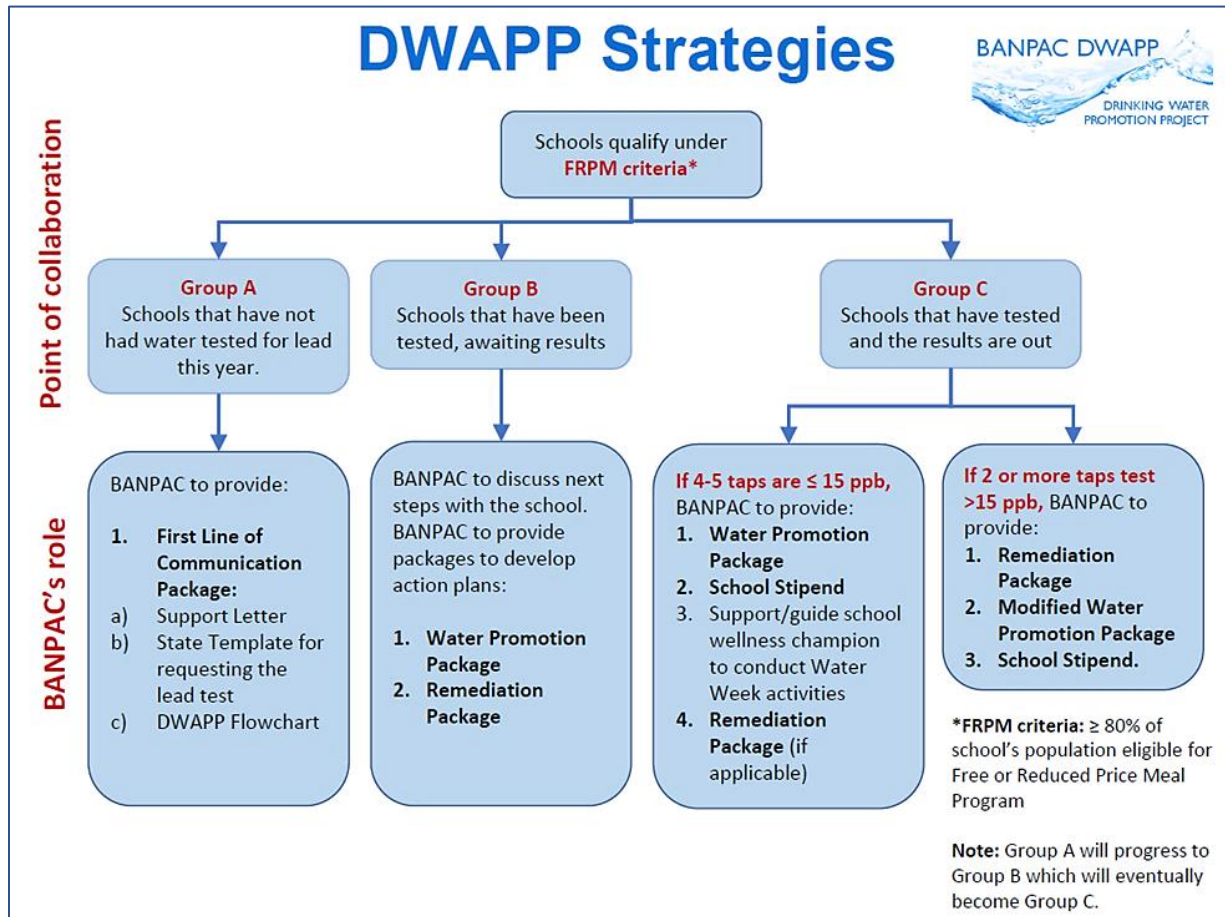 DWAPP Strategies
BANPAC DWAPP
DRINKING WATER
PROMOTION PROJECT
Point of collaboration
Schools qualify under
FRPM criteria*
Group A
Schools that have not
had water tested for lead
this year.
Group B
Schools that have been
tested, awaiting results
Group C
Schools that have tested
and the results are out
BANPAC's role
BANPAC to provide:
1. First Line of
Communication
Package:
a) Support Letter
b) State Template for
requesting the
lead test
c) DWAPP Flowchart
BANPAC to discuss next
steps with the school.
BANPAC to provide
packages to develop
action plans:
1. Water Promotion
Package
2. Remediation
Package
If 4-5 taps are ≤ 15 ppb,
BANPAC to provide:
1. Water Promotion
Package
2. School Stipend
3. Support/guide school
wellness champion
to conduct Water
Week activities
4. Remediation
Package (if
applicable)
If 2 or more taps test
>15 ppb, BANPAC to
provide:
1. Remediation
Package
2. Modified Water
Promotion Package
3. School Stipend.
*FRPM criteria: ≥ 80% of
school's population eligible for
Free or Reduced Price Meal
Program
Note: Group A will progress to
Group B which will eventually
become Group C.